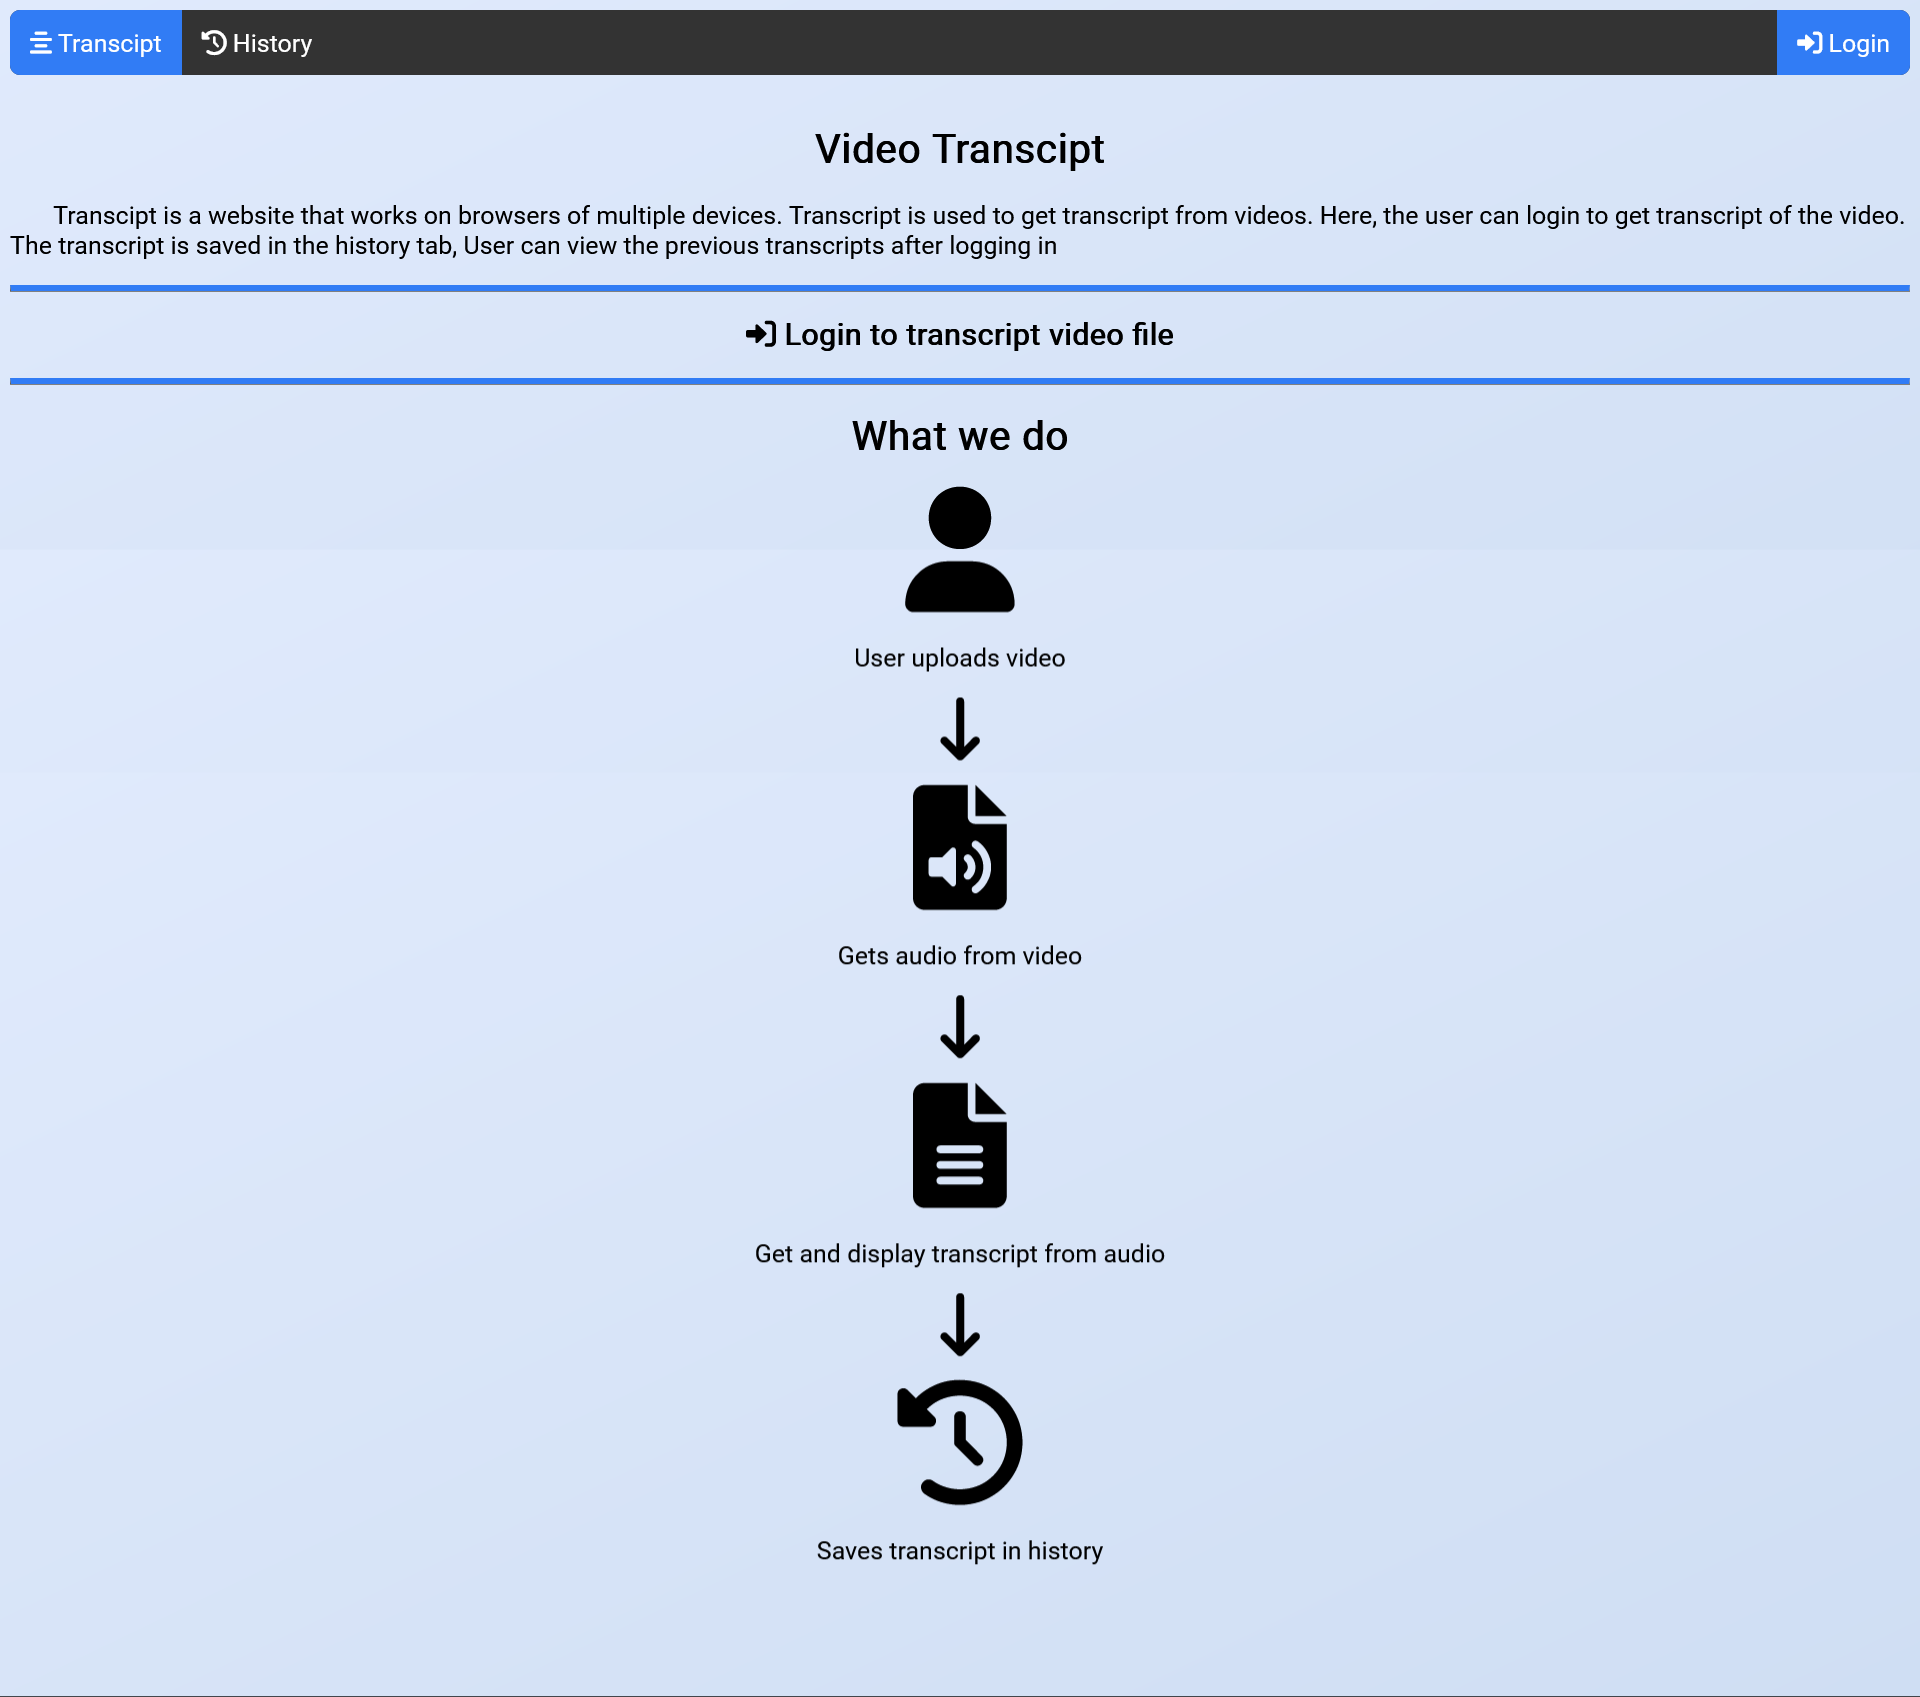 Transcipt
History
Login
Video Transcipt
Transcipt is a website that works on browsers of multiple devices. Transcript is used to get transcript from videos. Here, the user can login to get transcript of the video.
The transcript is saved in the history tab, User can view the previous transcripts after logging in
Login to transcript video file
What we do
User uploads video
Gets audio from video
Get and display transcript from audio
Saves transcript in history